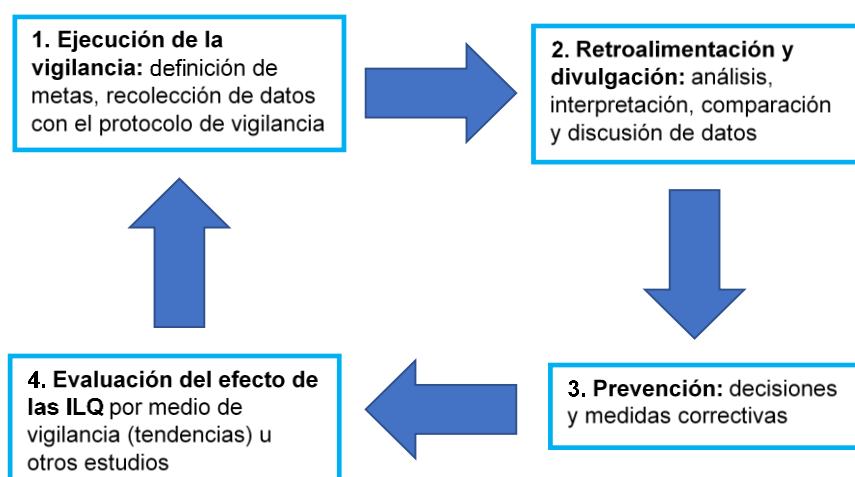 1. Ejecución de la
vigilancia: definición de
metas, recolección de datos
con el protocolo de vigilancia
2. Retroalimentación y
divulgación: análisis,
interpretación, comparación
y discusión de datos
3. Prevención: decisiones
y medidas correctivas
4. Evaluación del efecto de
las ILQ por medio de
vigilancia (tendencias) u
otros estudios